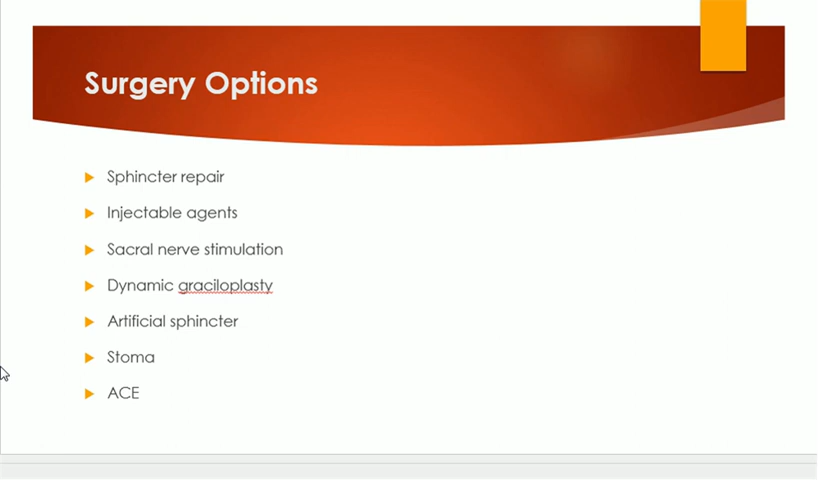 Surgery Options
Sphincter repair
Injectable agents
Sacral nerve stimulation
Dynamic graciloplasty
Artificial sphincter
Stoma
ACE